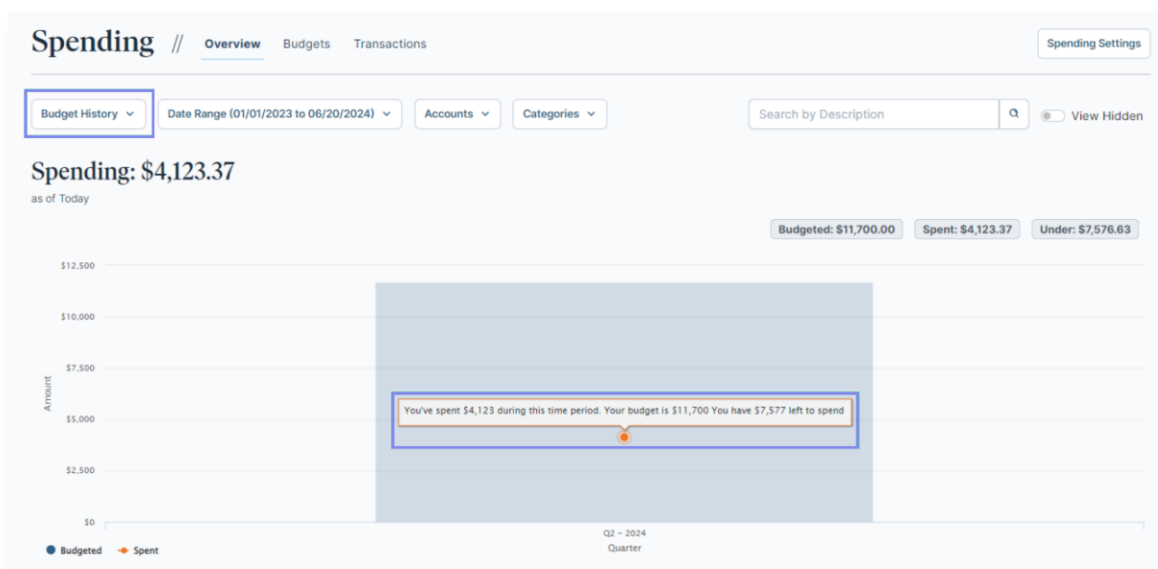 Spending // Overview Budgets Transactions Spending Settings
Budget History Date Range (01/01/2023 to 06/20/2024) Accounts Categories Search by Description View Hidden
Spending: $4,123.37
as of Today
Budgeted: $11,700.00 Spent: $4,123.37 Under: $7,576.63
$12,500
$10,000
$7,500
Amount
You've spent $4,123 during this time period. Your budget is $11,700 You have $7,577 left to spend
$5,000
$2,500
$0
Q2 - 2024
Quarter
Budgeted Spent